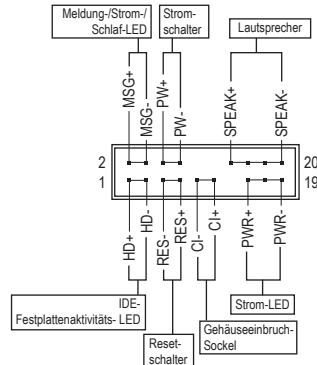 Meldung-/Strom-/
Schlaf-LED
Strom-
schalter
Lautsprecher
MSG+
MSG-
PW+
PW-
SPEAK+
SPEAK-
2
20
1
19
HD+
HD-
RES-
RES+
CI-
CI+
PWR+
PWR-
IDE-
Festplattenaktivitäts- LED
Reset-
schalter
Gehäuseeinbruch-
Sockel
Strom-LED